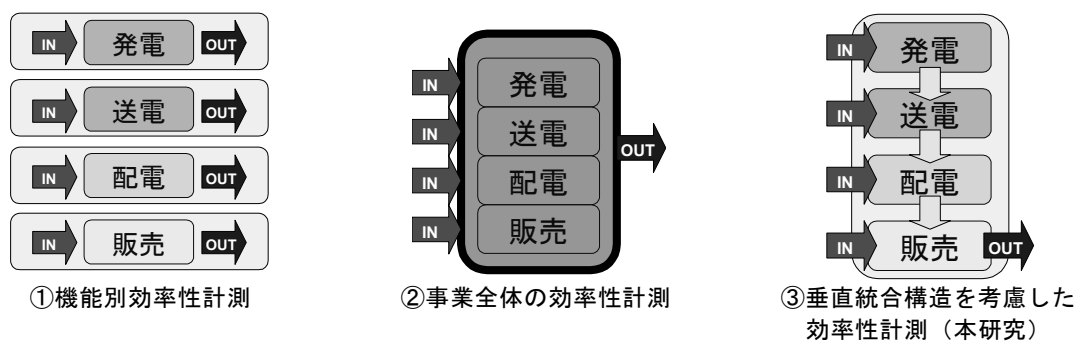 IN 発電 OUT
IN 送電 OUT
IN 配電 OUT
IN 販売 OUT
①機能別効率性計測
IN 発電
IN 送電
OUT
IN 配電
IN 販売
②事業全体の効率性計測
IN 発電
IN 送電
IN 配電
IN 販売 OUT
③垂直統合構造を考慮した
効率性計測（本研究）